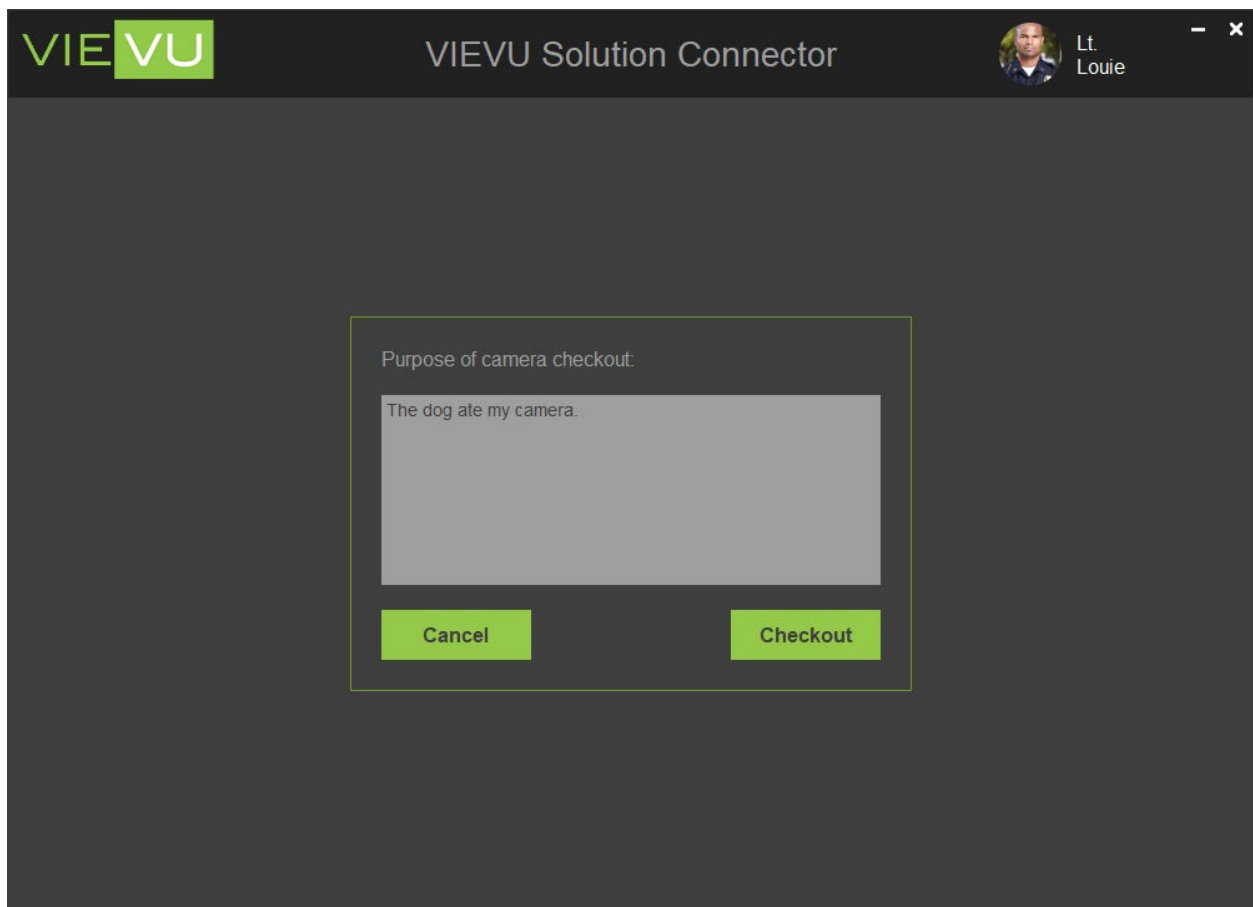 VIEVU
VIEVU Solution Connector
Lt.
Louie
Purpose of camera checkout:
The dog ate my camera.
Cancel
Checkout